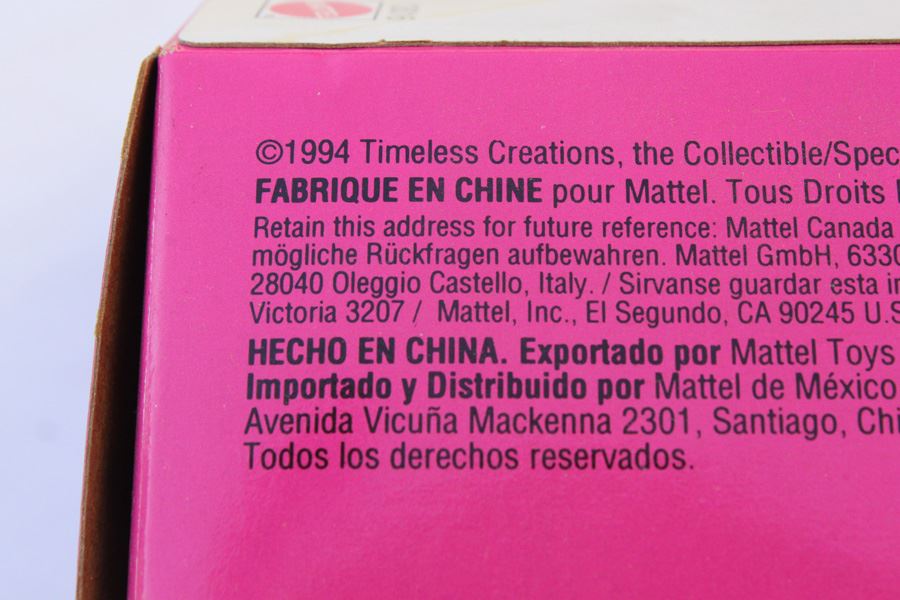 ©1994 Timeless Creations, the Collectible/Spec
FABRIQUE EN CHINE pour Mattel. Tous Droits
Retain this address for future reference: Mattel Canada
mögliche Rückfragen aufbewahren. Mattel GmbH, 6330
28040 Oleggio Castello, Italy. / Sirvanse guardar esta in
Victoria 3207 / Mattel, Inc., El Segundo, CA 90245 U.S
HECHO EN CHINA. Exportado por Mattel Toys
Importado y Distribuido por Mattel de México
Avenida Vicuña Mackenna 2301, Santiago, Chi
Todos los derechos reservados.